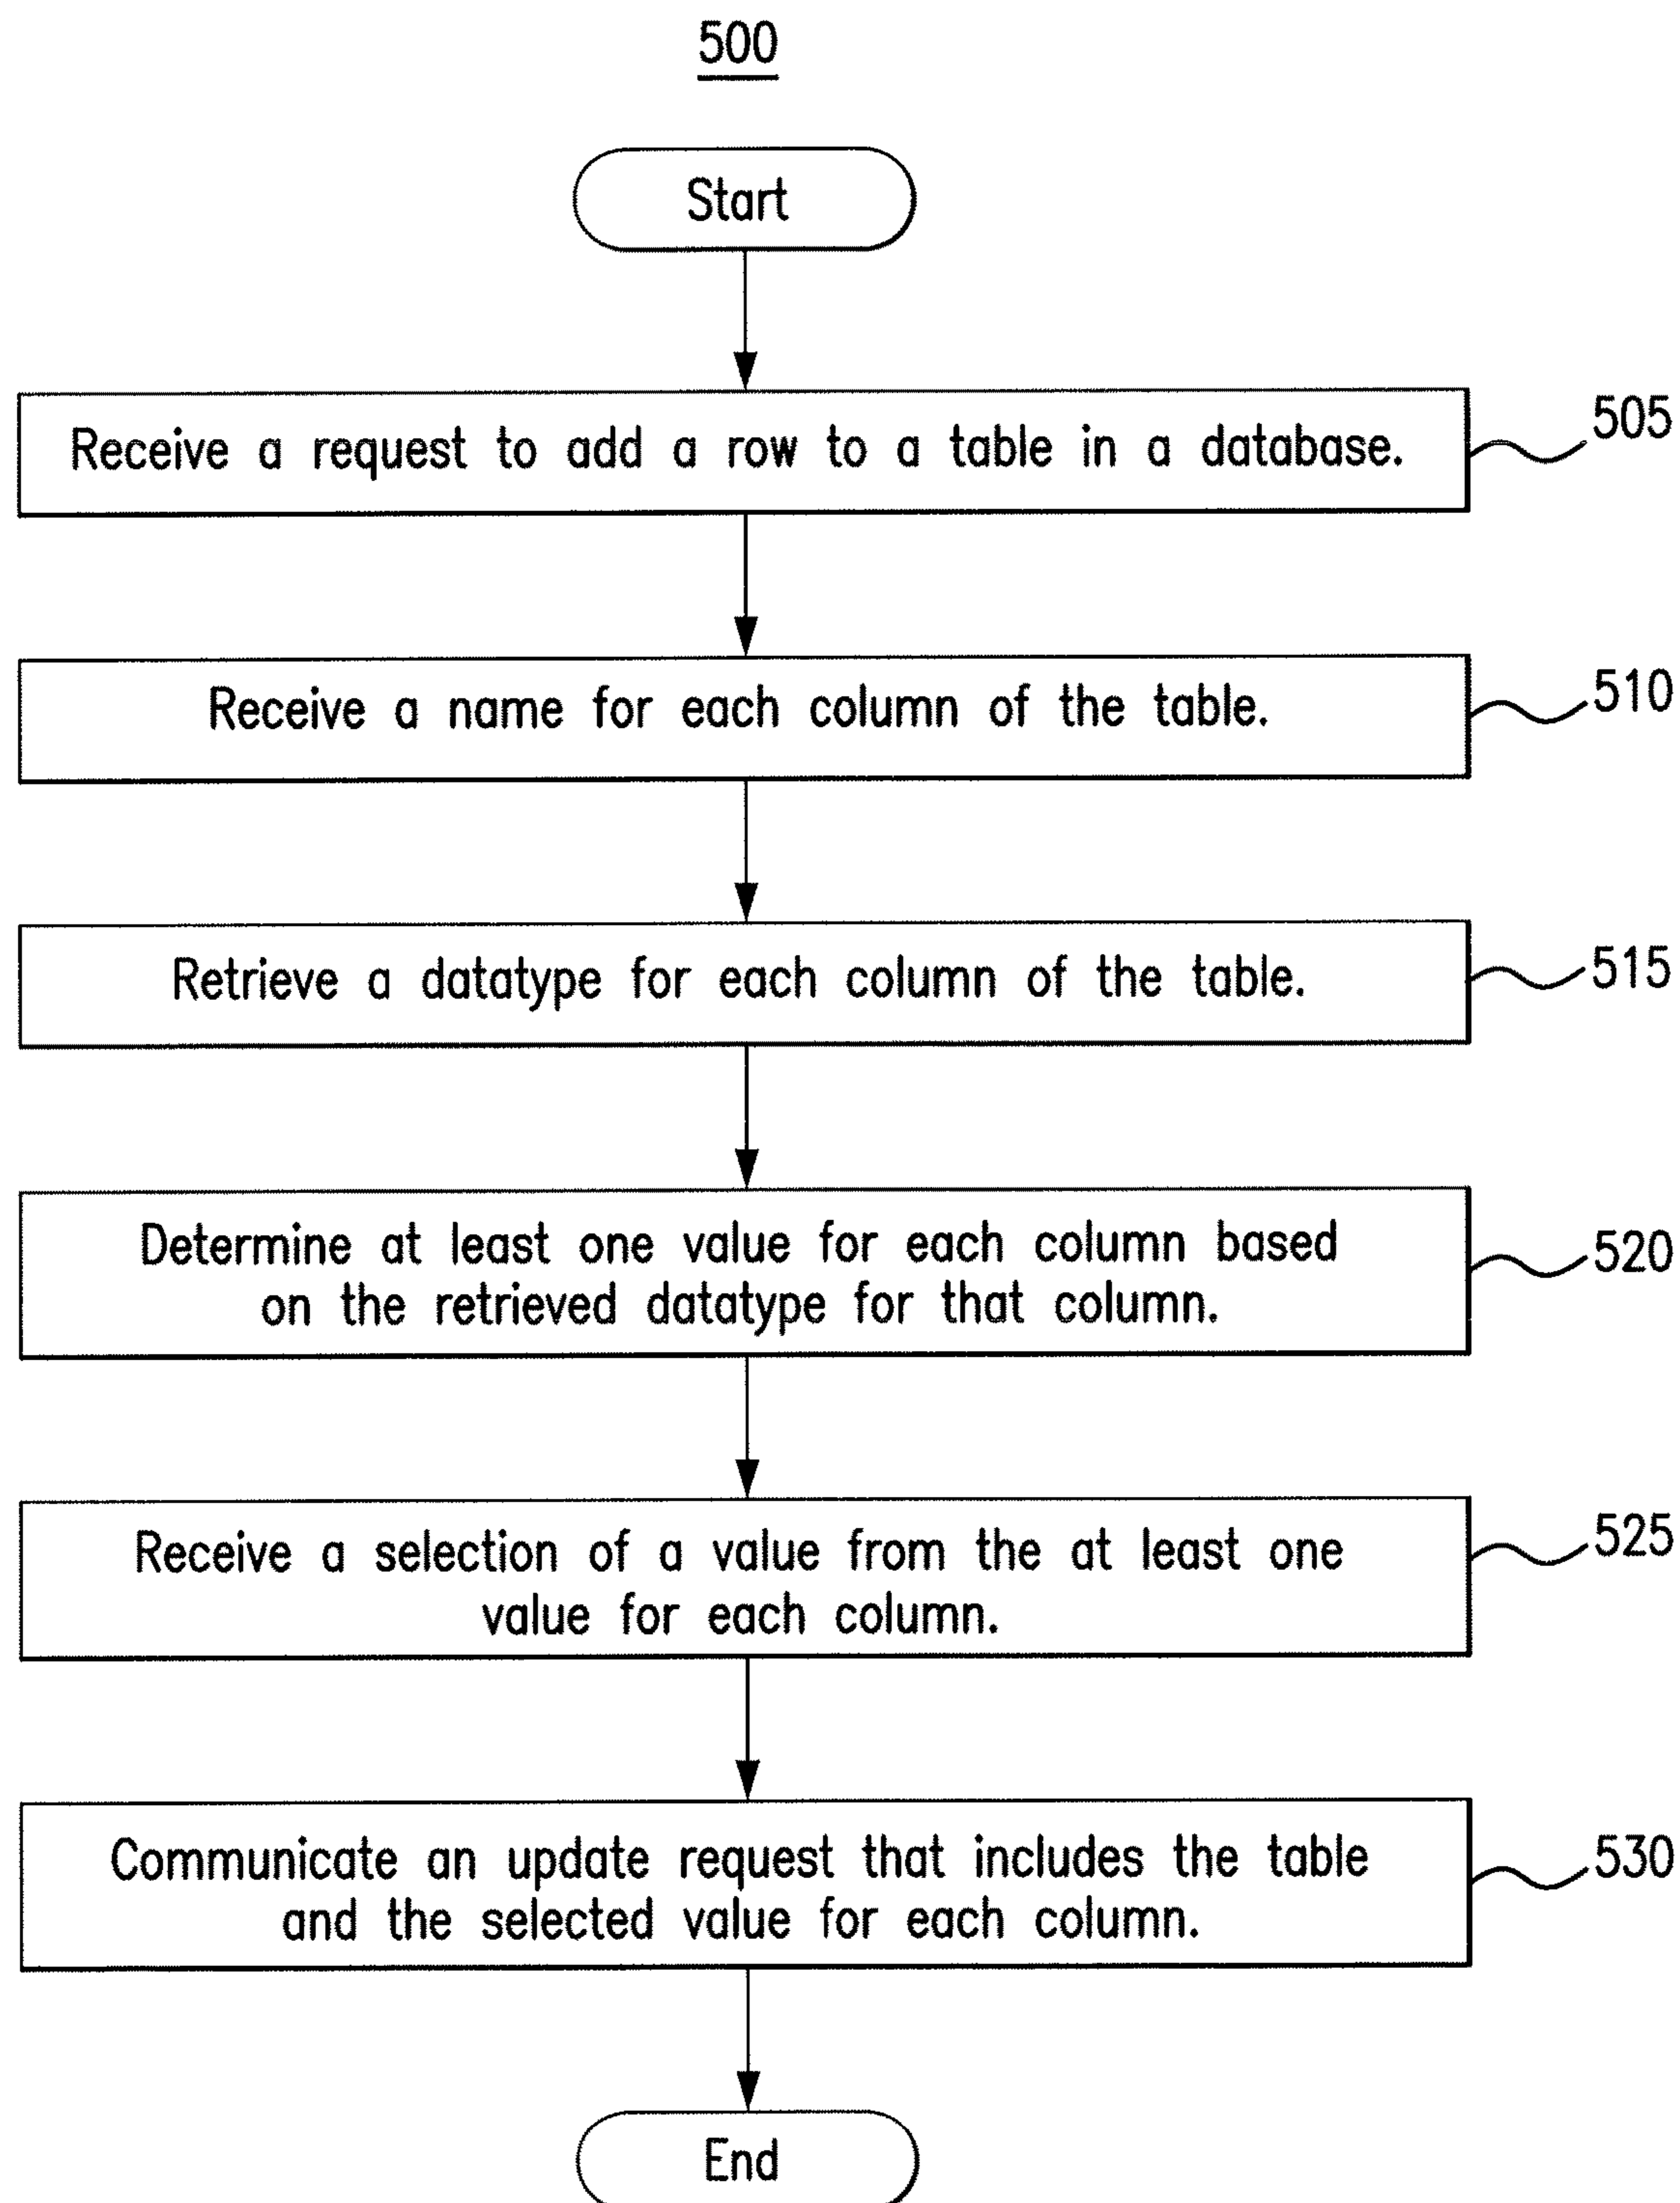 500
Start
Receive a request to add a row to a table in a database.
505
Receive a name for each column of the table.
510
Retrieve a datatype for each column of the table.
515
Determine at least one value for each column based
on the retrieved datatype for that column.
520
Receive a selection of a value from the at least one
value for each column.
525
Communicate an update request that includes the table
and the selected value for each column.
530
End